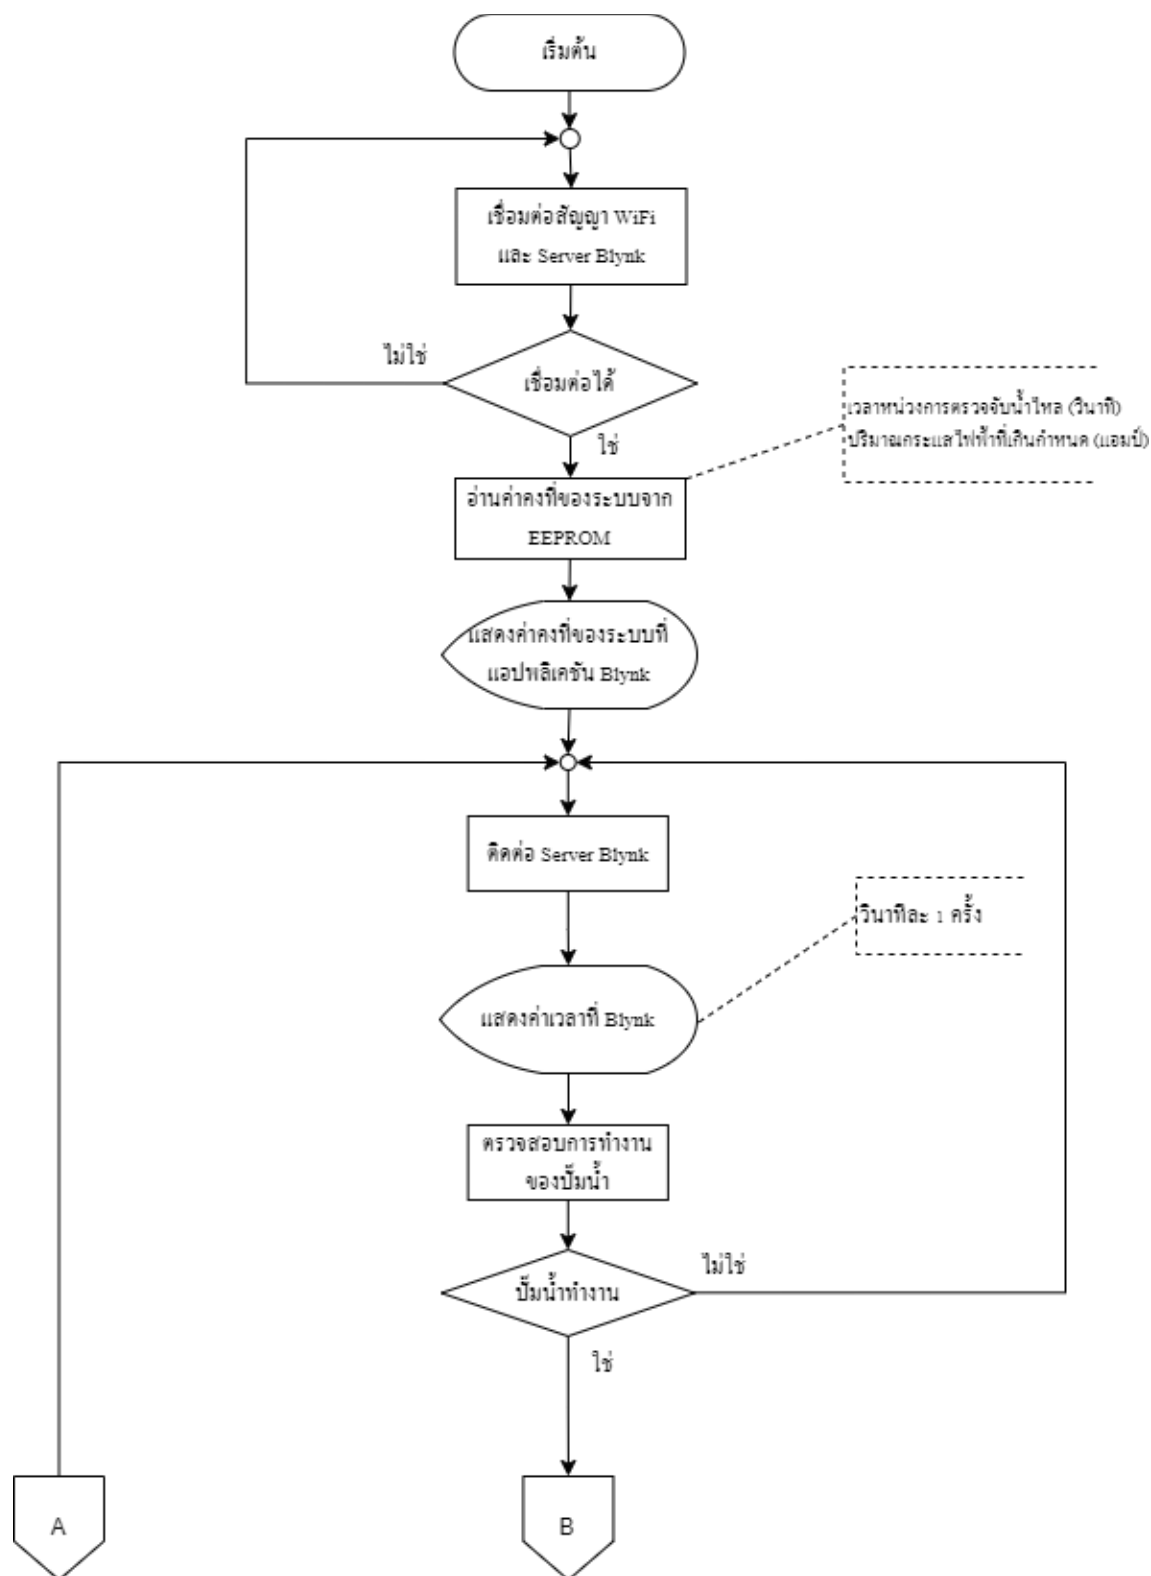 เริ่มต้น
เชื่อมต่อสัญญา WiFi
และ Server Blynk
ไม่ใช่
เชื่อมต่อได้
ใช่
เวลาหน่วงการตรวจจับน้ำไหล (วินาที)
ปริมาณกระแสไฟฟ้าที่เกินกำหนด (แอมป์)
อ่านค่าคงที่ของระบบจาก
EEPROM
แสดงค่าคงที่ของระบบที่
แอปพลิเคชัน Blynk
ติดต่อ Server Blynk
วินาทีละ 1 ครั้ง
แสดงค่าเวลาที่ Blynk
ตรวจสอบการทำงาน
ของปั๊มน้ำ
ไม่ใช่
ปั๊มน้ำทำงาน
ใช่
A
B